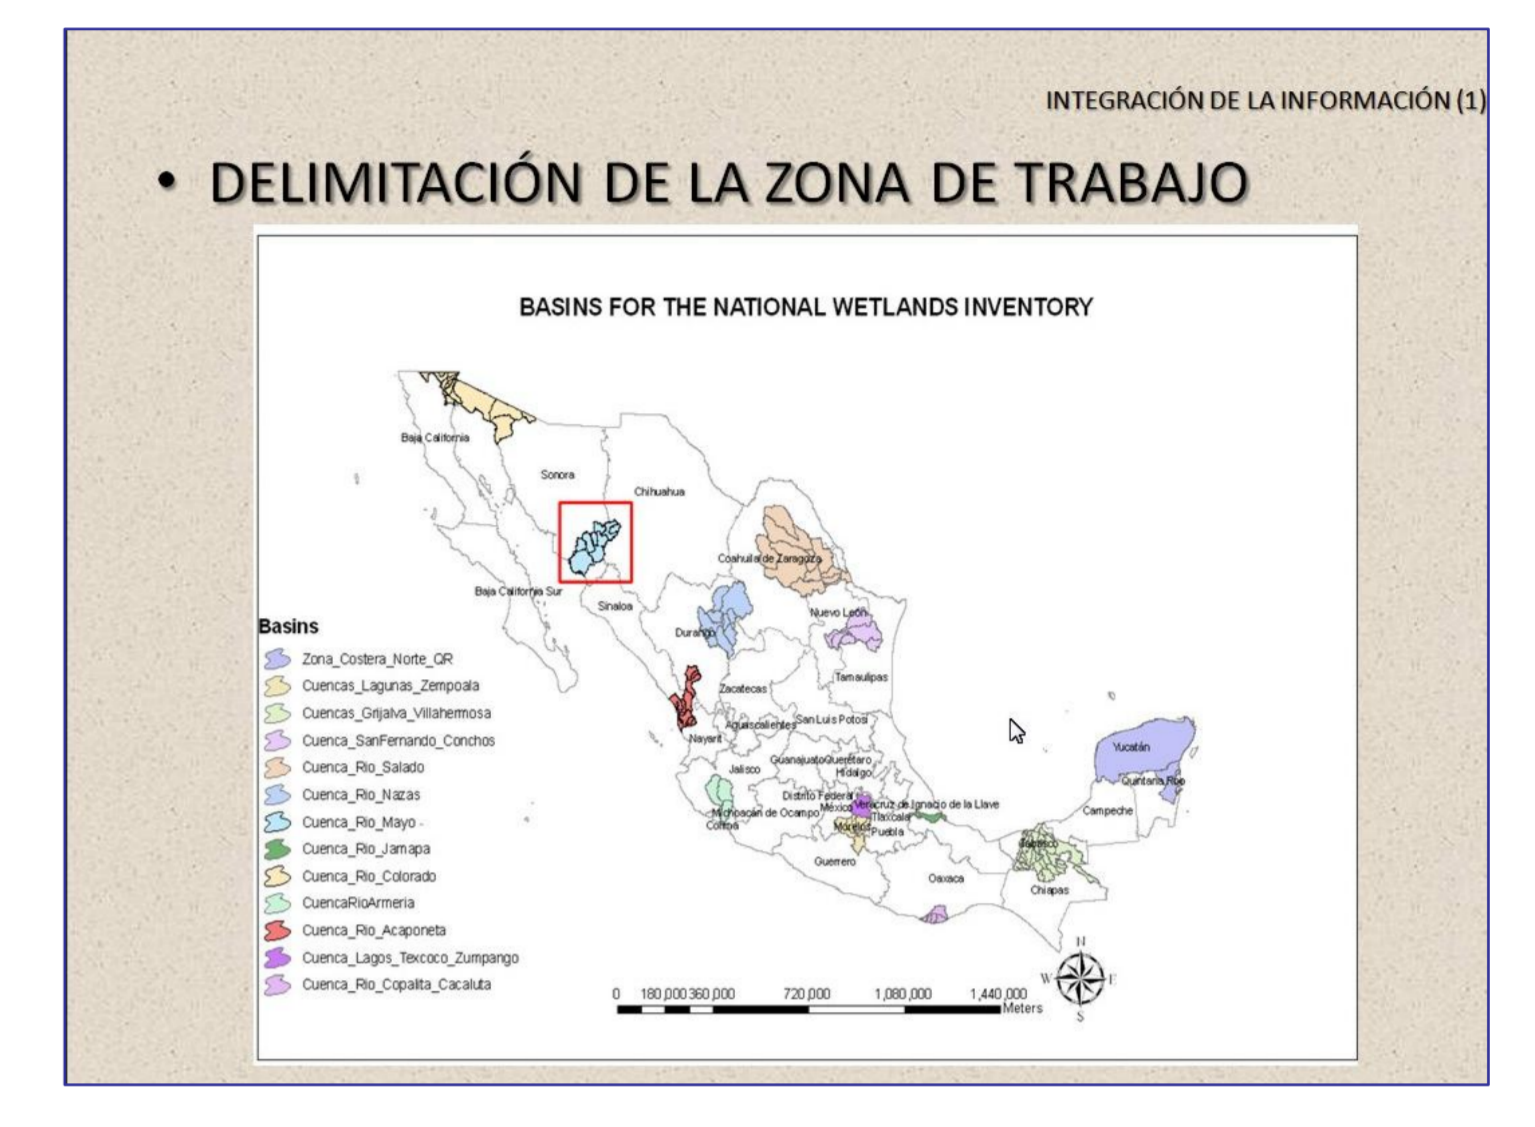 INTEGRACIÓN DE LA INFORMACIÓN (1)
• DELIMITACIÓN DE LA ZONA DE TRABAJO
BASINS FOR THE NATIONAL WETLANDS INVENTORY
Baja California
Sonora
Chihuahua
Coahuila de Zaragoza
Baja California Sur
Sinaloa
Nuevo León
Durango
Tamaulipas
Zacatecas
Aguascalientes
San Luis Potosí
Nayarit
Yucatán
Guanajuato
Querétaro
Jalisco
Hidalgo
Quintana Roo
Distrito Federal
México
Veracruz de Ignacio de la Llave
Michoacán de Ocampo
Tlaxcala
Campeche
Colima
Morelos
Puebla
Tabasco
Guerrero
Oaxaca
Chiapas
Basins
Zona_Costera_Norte_QR
Cuencas_Lagunas_Zempoala
Cuencas_Grijalva_Villahermosa
Cuenca_SanFernando_Conchos
Cuenca_Rio_Salado
Cuenca_Rio_Nazas
Cuenca_Rio_Mayo -
Cuenca_Rio_Jamapa
Cuenca_Rio_Colorado
CuencaRioArmeria
Cuenca_Rio_Acaponeta
Cuenca_Lagos_Texcoco_Zumpango
Cuenca_Rio_Copalita_Cacaluta
N
W E
S
0 180,000 360,000 720,000 1,080,000 1,440,000
Meters